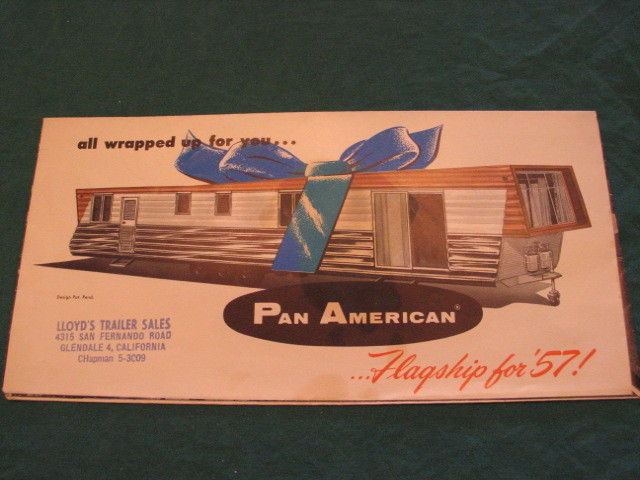 all wrapped up for you...
Design Pat. Pend.
LLOYD'S TRAILER SALES
4315 SAN FERNANDO ROAD
GLENDALE 4, CALIFORNIA
CHapman 5-3009
PAN AMERICAN*
...Flagship for '57!